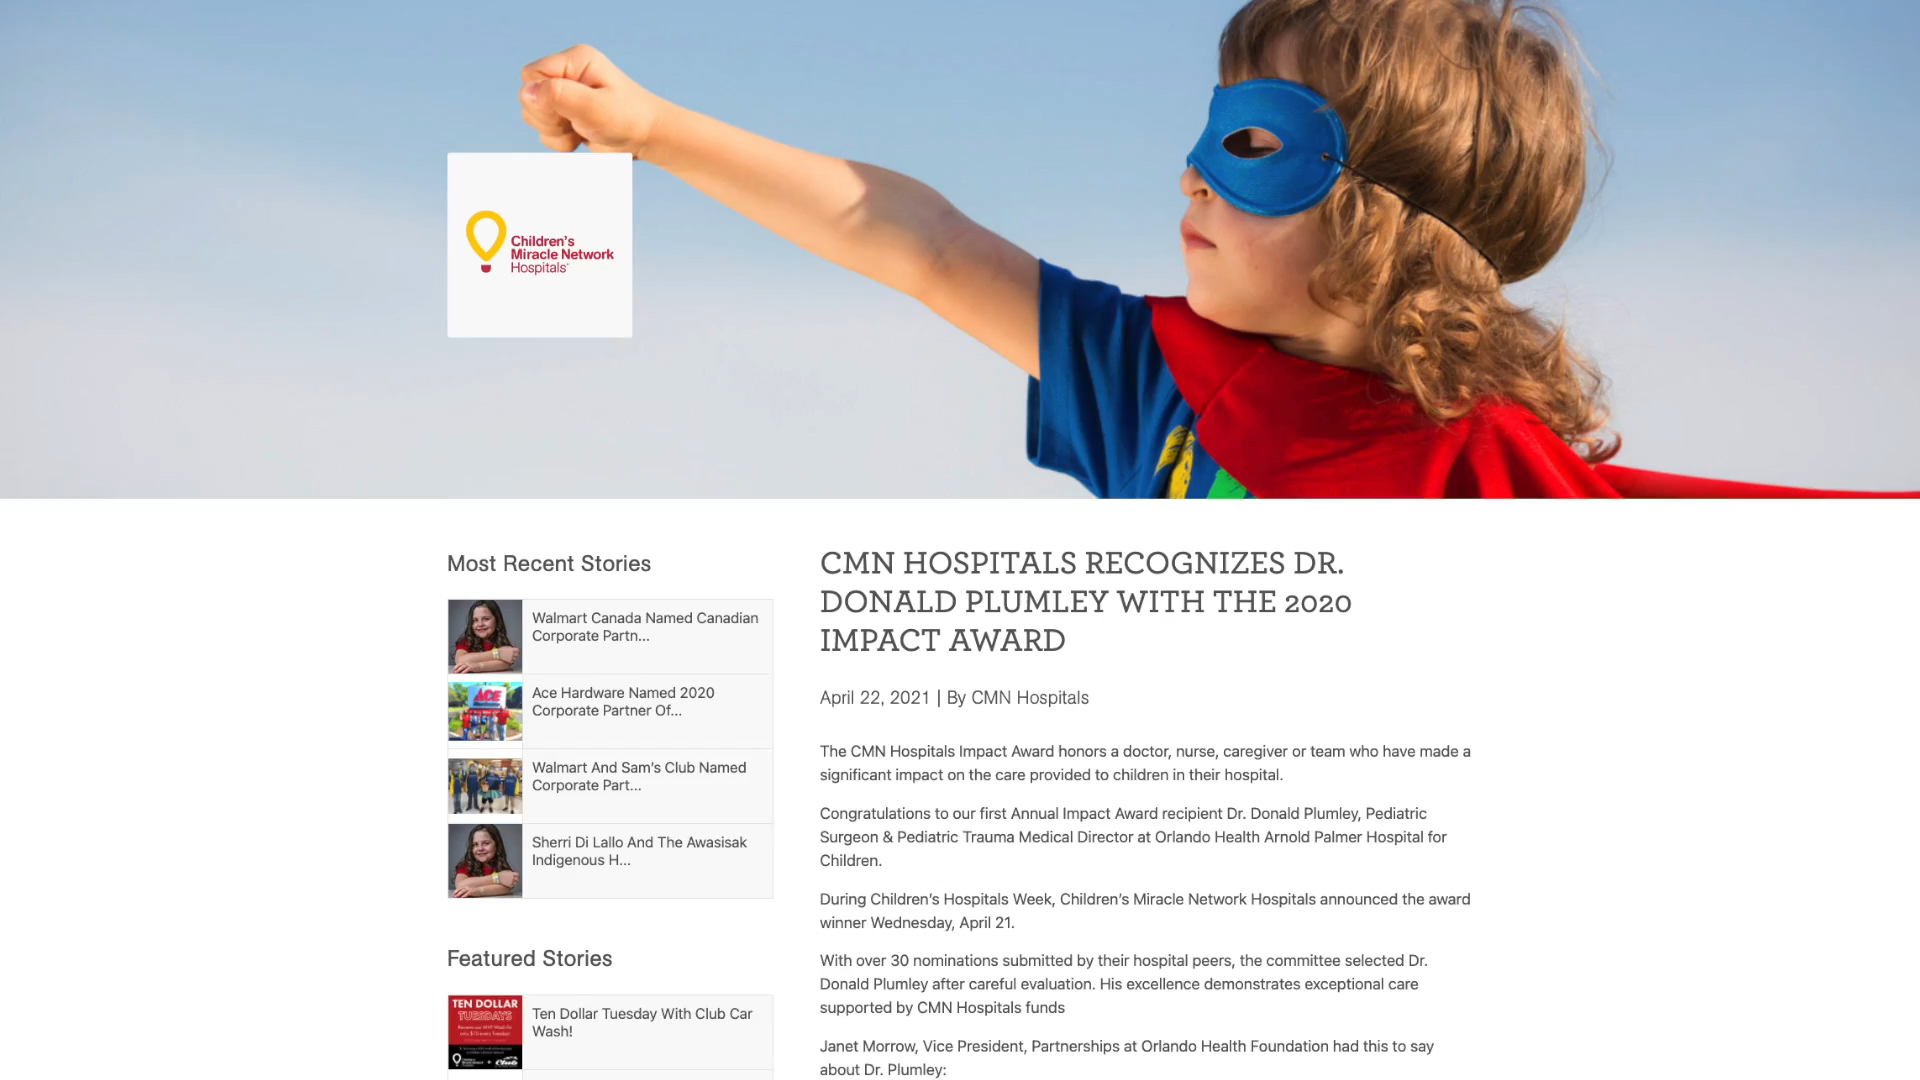 Children's
Miracle Network
Hospitals
Most Recent Stories
Walmart Canada Named Canadian
Corporate Partn...
ACE
Ace Hardware Named 2020
Corporate Partner Of...
Walmart And Sam's Club Named
Corporate Part...
Sherri Di Lallo And The Awasisak
Indigenous H...
Featured Stories
TEN DOLLAR
TUESDAYS
Ten Dollar Tuesday With Club Car
Wash!
CMN HOSPITALS RECOGNIZES DR.
DONALD PLUMLEY WITH THE 2020
IMPACT AWARD
April 22, 2021 | By CMN Hospitals
The CMN Hospitals Impact Award honors a doctor, nurse, caregiver or team who have made a
significant impact on the care provided to children in their hospital.
Congratulations to our first Annual Impact Award recipient Dr. Donald Plumley, Pediatric
Surgeon & Pediatric Trauma Medical Director at Orlando Health Arnold Palmer Hospital for
Children.
During Children's Hospitals Week, Children's Miracle Network Hospitals announced the award
winner Wednesday, April 21.
With over 30 nominations submitted by their hospital peers, the committee selected Dr.
Donald Plumley after careful evaluation. His excellence demonstrates exceptional care
supported by CMN Hospitals funds
Janet Morrow, Vice President, Partnerships at Orlando Health Foundation had this to say
about Dr. Plumley: